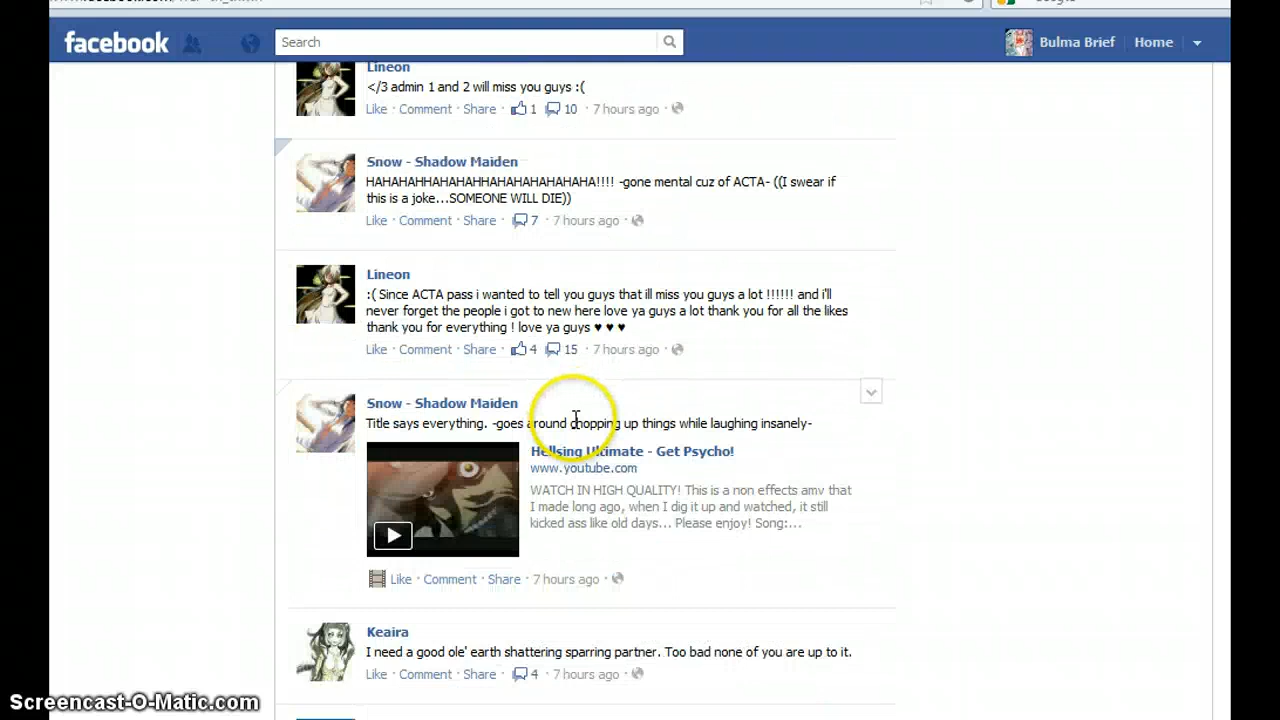 facebook
Search
Bulma Brief Home
Lineon
</3 admin 1 and 2 will miss you guys :(
Like · Comment · Share · 1 10 · 7 hours ago ·
Snow - Shadow Maiden
HAHAHAHHAHAHAHHAHAHAHAHAHAHA!!!! -gone mental cuz of ACTA- ((I swear if
this is a joke...SOMEONE WILL DIE))
Like · Comment · Share · 7 · 7 hours ago ·
Lineon
:( Since ACTA pass i wanted to tell you guys that ill miss you guys a lot !!!!!! and i'll
never forget the people i got to new here love ya guys a lot thank you for all the likes
thank you for everything ! love ya guys ♥ ♥ ♥
Like · Comment · Share · 4 15 · 7 hours ago ·
Snow - Shadow Maiden
Title says everything. -goes around chopping up things while laughing insanely-
Hellsing Ultimate - Get Psycho!
www.youtube.com
WATCH IN HIGH QUALITY! This is a non effects amv that
I made long ago, when I dig it up and watched, it still
kicked ass like old days... Please enjoy! Song:...
Like · Comment · Share · 7 hours ago ·
Keaira
I need a good ole' earth shattering sparring partner. Too bad none of you are up to it.
Like · Comment · Share · 4 · 7 hours ago ·
Screencast-O-Matic.com